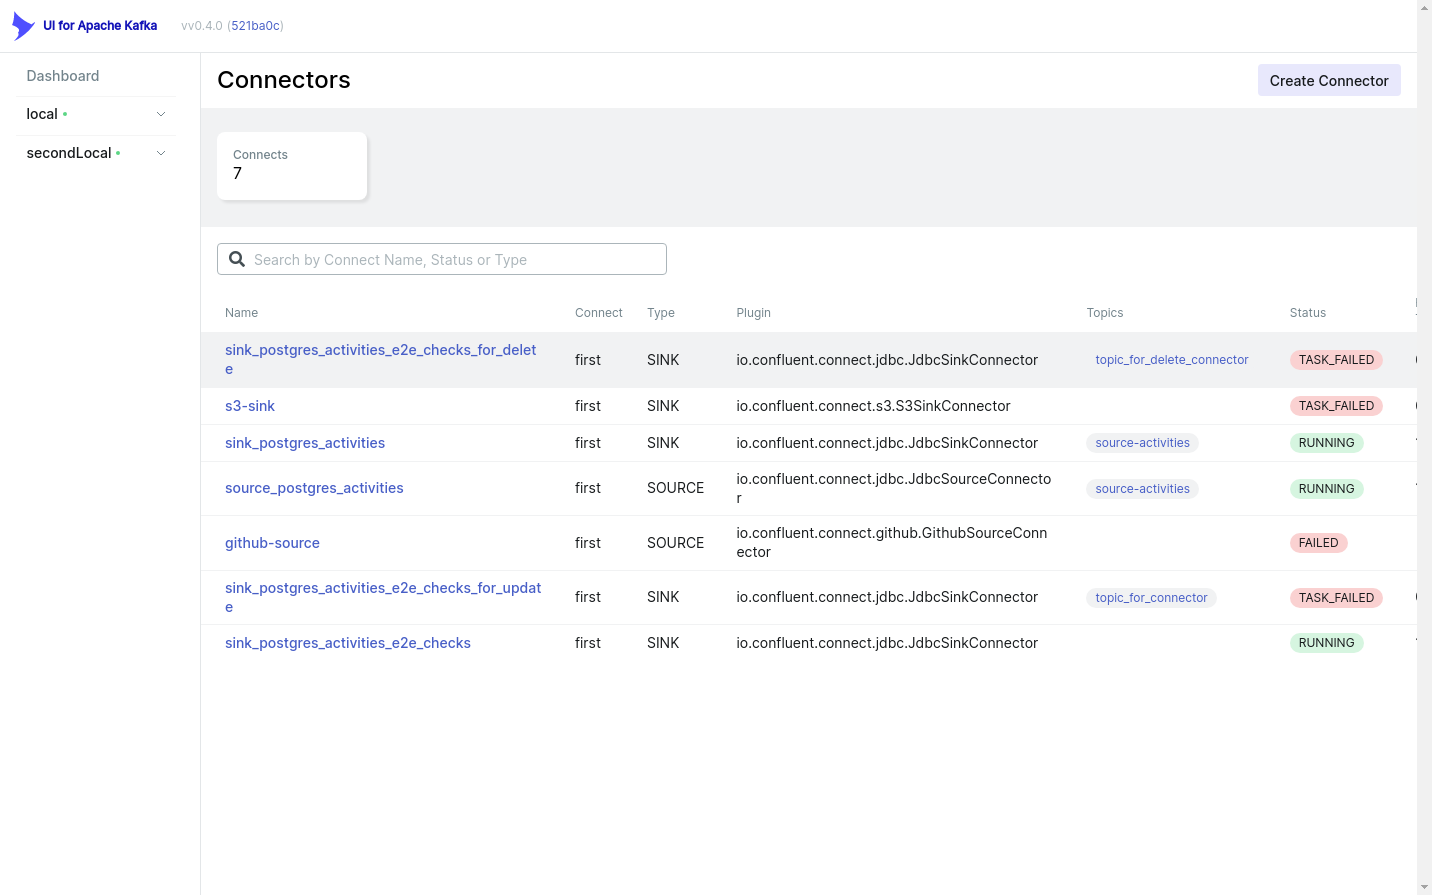 UI for Apache Kafka vv0.4.0 (521ba0c)
Dashboard
local
secondLocal
Connectors
Create Connector
Connects
7
Search by Connect Name, Status or Type
Name Connect Type Plugin Topics Status
sink_postgres_activities_e2e_checks_for_delet
e
first SINK io.confluent.connect.jdbc.JdbcSinkConnector topic_for_delete_connector TASK_FAILED
s3-sink first SINK io.confluent.connect.s3.S3SinkConnector TASK_FAILED
sink_postgres_activities first SINK io.confluent.connect.jdbc.JdbcSinkConnector source-activities RUNNING
source_postgres_activities first SOURCE io.confluent.connect.jdbc.JdbcSourceConnecto
r
source-activities RUNNING
github-source first SOURCE io.confluent.connect.github.GithubSourceConn
ector
FAILED
sink_postgres_activities_e2e_checks_for_updat
e
first SINK io.confluent.connect.jdbc.JdbcSinkConnector topic_for_connector TASK_FAILED
sink_postgres_activities_e2e_checks first SINK io.confluent.connect.jdbc.JdbcSinkConnector RUNNING